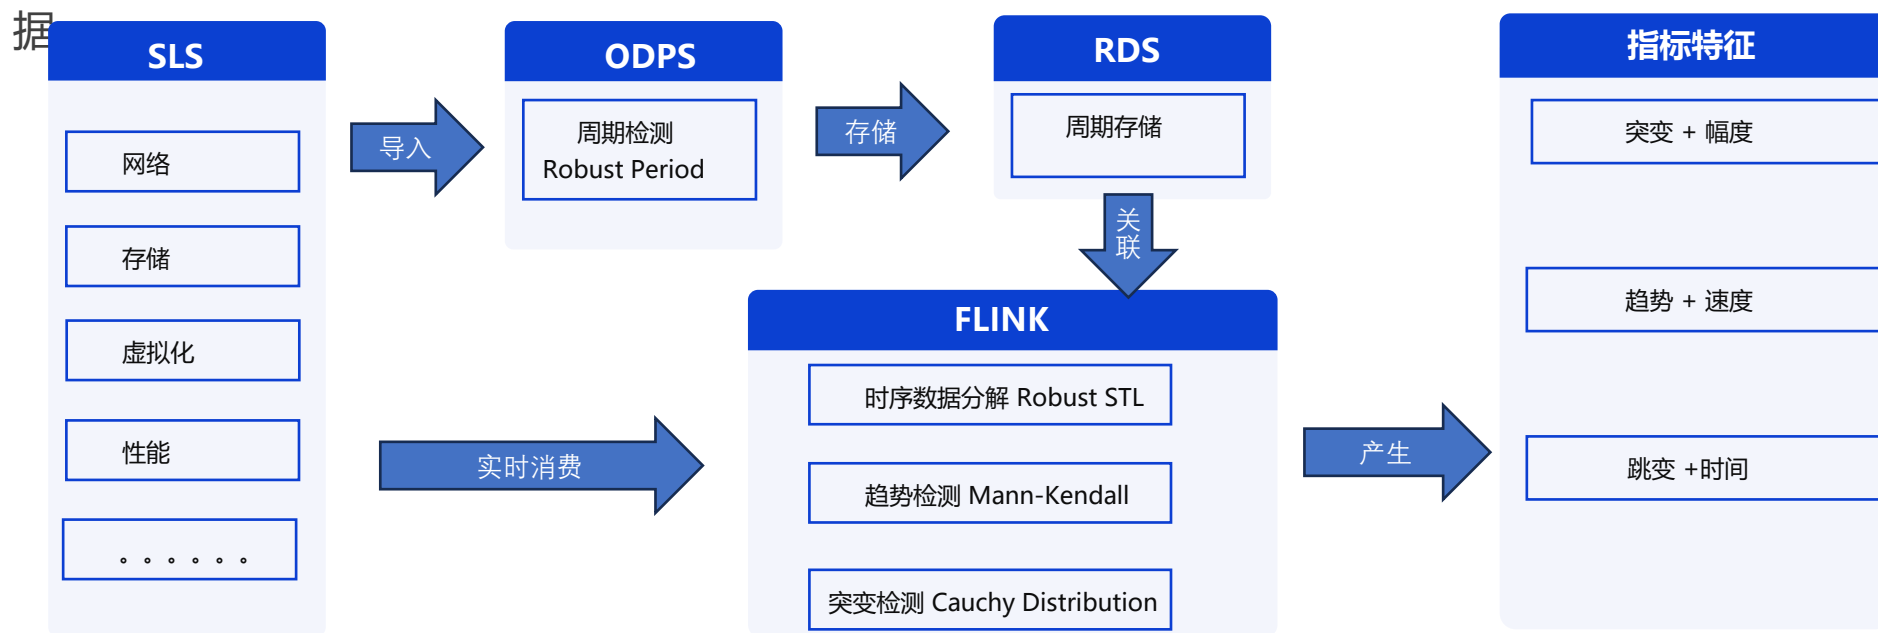 据
SLS
网络
存储
虚拟化
性能
。。。。。。
导入
ODPS
周期检测
Robust Period
存储
RDS
周期存储
关联
实时消费
FLINK
时序数据分解 Robust STL
趋势检测 Mann-Kendall
突变检测 Cauchy Distribution
产生
指标特征
突变 + 幅度
趋势 + 速度
跳变 +时间